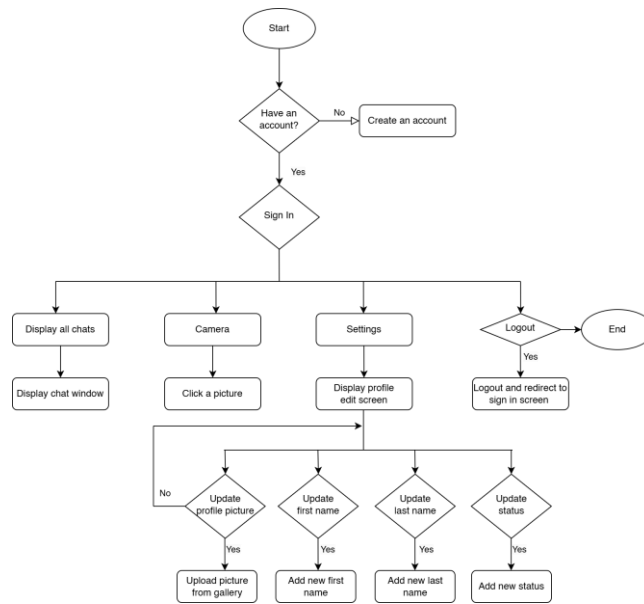 Start
Have an
account?
No
Create an account
Yes
Sign In
Display all chats
Camera
Settings
Logout
End
Yes
Display chat window
Click a picture
Display profile
edit screen
Logout and redirect to
sign in screen
No
Update
profile picture
Update
first name
Update
last name
Update
status
Yes
Yes
Yes
Yes
Upload picture
from gallery
Add new first
name
Add new last
name
Add new status